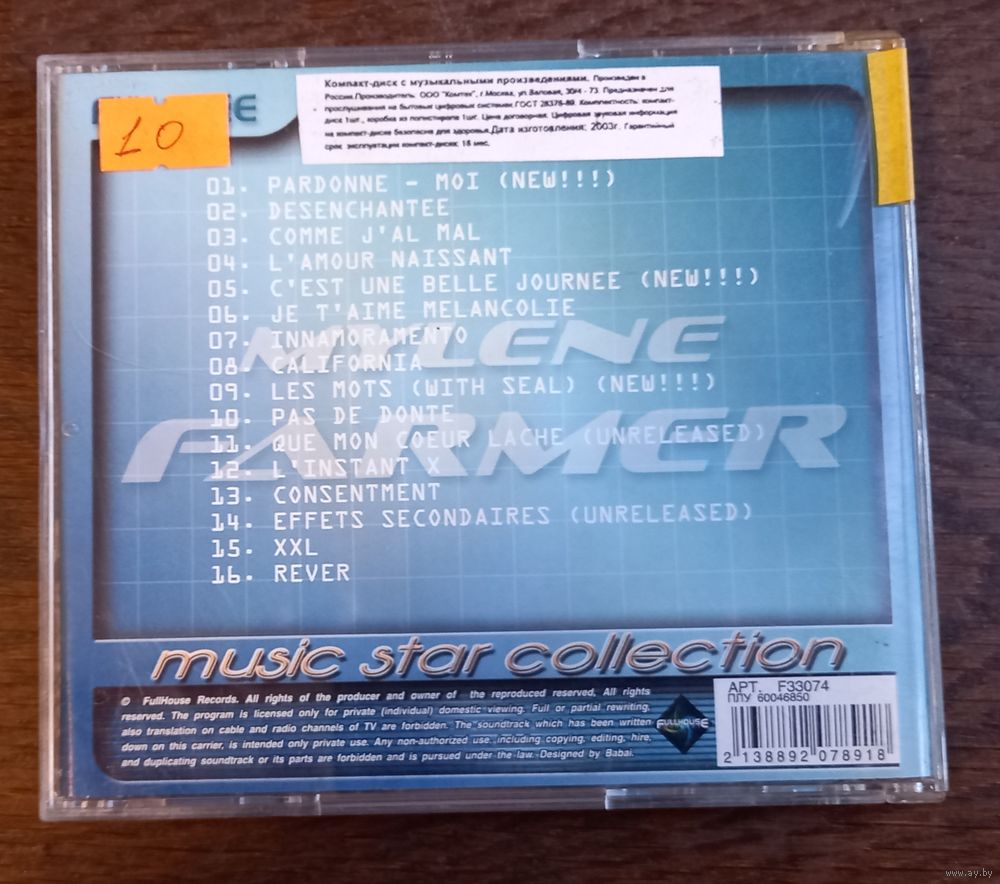 10
Компакт-диск с музыкальными произведениями. Произведен в
России.Производитель: ООО "Комтэк", г.Москва, ул.Валовая, 30/4 - 73. Предназначен для
прослушивания на бытовых цифровых системах ГОСТ 28376-89. Комплектность: компакт-
диск 1шт., коробка из полистирола 1шт. Цена договорная. Цифровая звуковая информация
на компакт-диске безопасна для здоровья.Дата изготовления: 2003г. Гарантийный
срок эксплуатации компакт-диска: 18 мес.
01. PARDONNE - MOI (NEW!!!)
02. DESENCHANTEE
03. COMME J'AL MAL
04. L'AMOUR NAISSANT
05. C'EST UNE BELLE JOURNEE (NEW!!!)
06. JE T'AIME MELANCOLIE
07. INNAMORAMENTO
08. CALIFORNIA
09. LES MOTS (WITH SEAL) (NEW!!!)
10. PAS DE DONTE
11. QUE MON COEUR LACHE (UNRELEASED)
12. L'INSTANT X
13. CONSENTMENT
14. EFFETS SECONDAIRES (UNRELEASED)
15. XXL
16. REVER
MYLENE
FARMER
music star collection
© FullHouse Records. All rights of the producer and owner of the reproduced reserved. All rights
reserved. The program is licensed only for private (individual) domestic viewing. Full or partial rewriting,
also translation on cable and radio channels of TV are forbidden. The soundtrack which has been written
down on this carrier, is intended only private use. Any non-authorized use, including copying, editing, hire,
and duplicating soundtrack or its parts are forbidden and is pursued under the law. Designed by Babai.
FULLHOUSE
АРТ. F33074
ПЛУ 60046850
2 138892 078918
www.ay.by